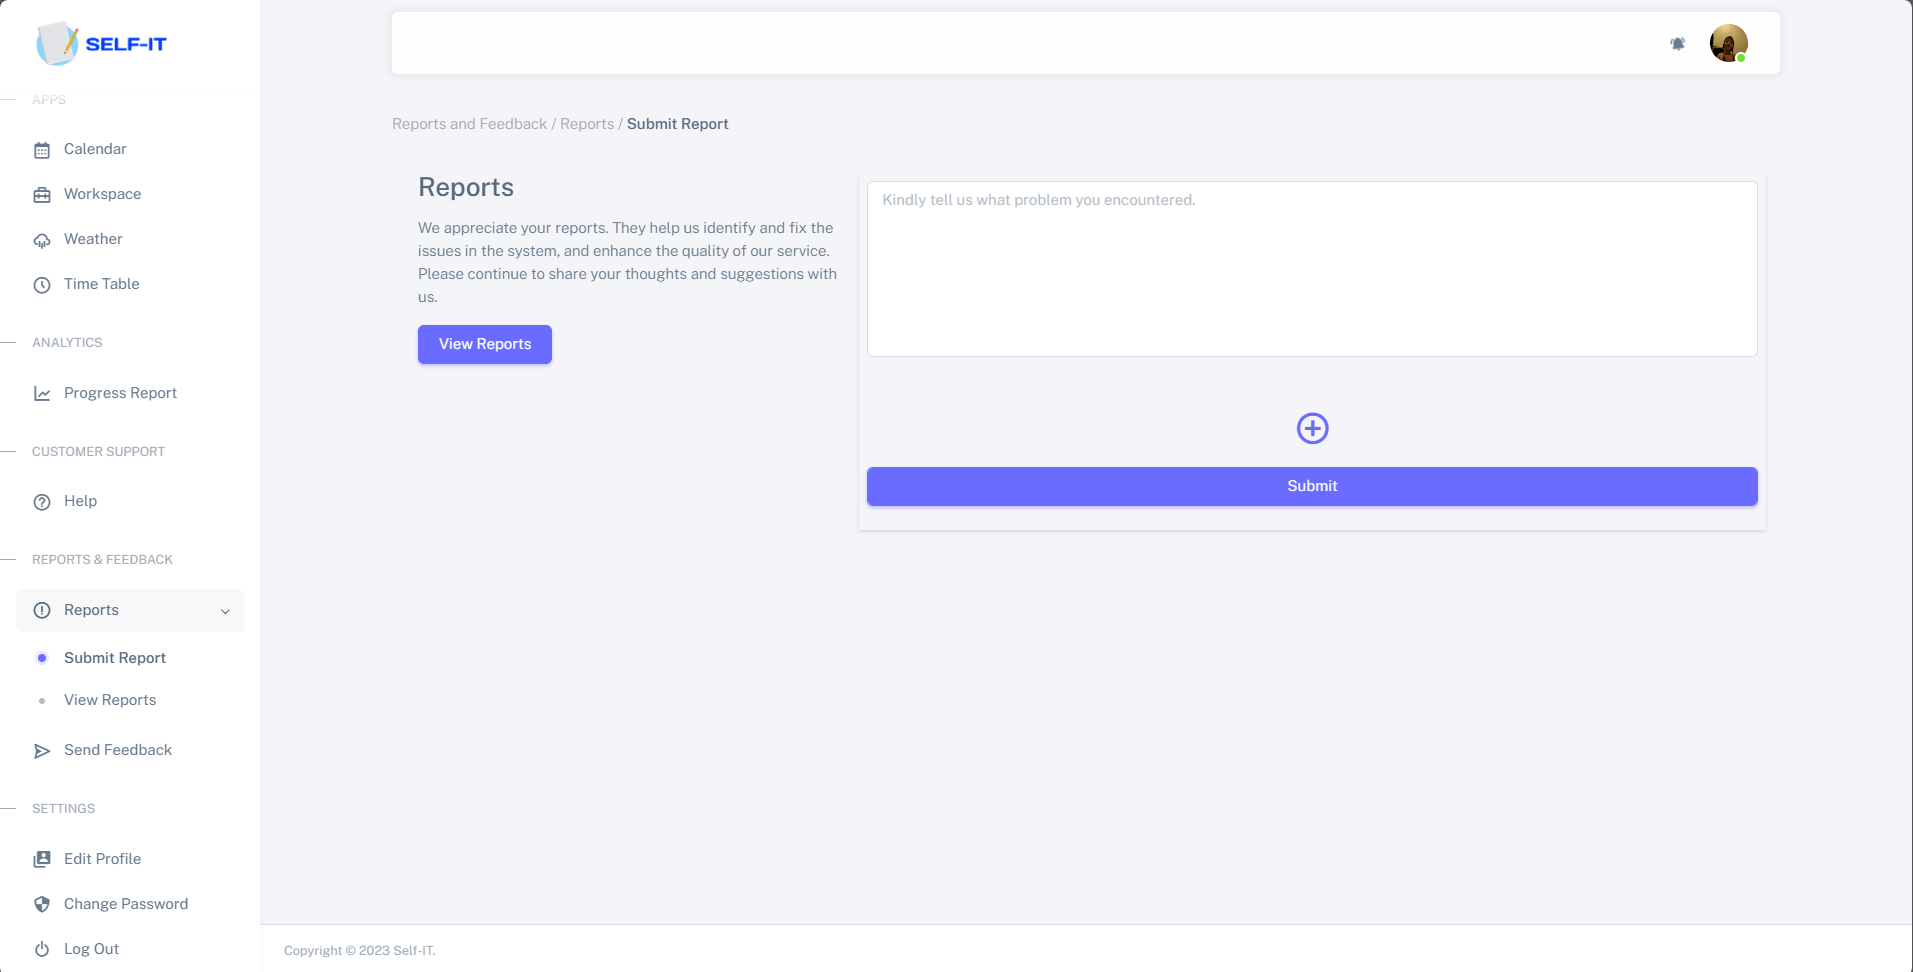 SELF-IT
APPS
Calendar
Workspace
Weather
Time Table
ANALYTICS
Progress Report
CUSTOMER SUPPORT
Help
REPORTS & FEEDBACK
Reports
Submit Report
View Reports
Send Feedback
SETTINGS
Edit Profile
Change Password
Log Out
Reports and Feedback / Reports / Submit Report
Reports
We appreciate your reports. They help us identify and fix the
issues in the system, and enhance the quality of our service.
Please continue to share your thoughts and suggestions with
us.
View Reports
Kindly tell us what problem you encountered.
Submit
Copyright © 2023 Self-IT.